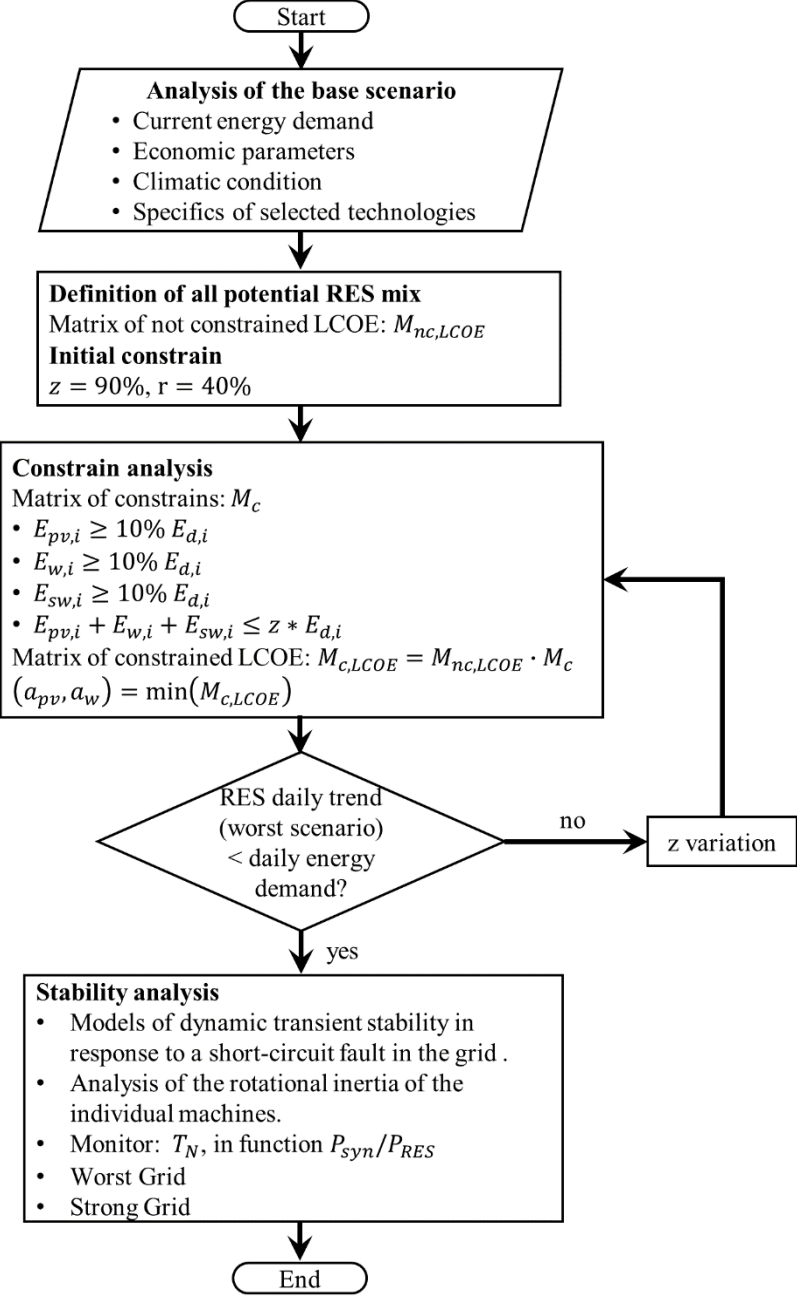 Start
Analysis of the base scenario
• Current energy demand
• Economic parameters
• Climatic condition
• Specifics of selected technologies
Definition of all potential RES mix
Matrix of not constrained LCOE: M_{nc,LCOE}
Initial constrain
z = 90%, r = 40%
Constrain analysis
Matrix of constrains: M_c
• E_{pv,i} ≥ 10% E_{d,i}
• E_{w,i} ≥ 10% E_{d,i}
• E_{sw,i} ≥ 10% E_{d,i}
• E_{pv,i} + E_{w,i} + E_{sw,i} ≤ z * E_{d,i}
Matrix of constrained LCOE: M_{c,LCOE} = M_{nc,LCOE} · M_c
(a_{pv}, a_w) = min(M_{c,LCOE})
RES daily trend
(worst scenario)
< daily energy
demand?
no
z variation
yes
Stability analysis
• Models of dynamic transient stability in
response to a short-circuit fault in the grid .
• Analysis of the rotational inertia of the
individual machines.
• Monitor: T_N, in function P_{syn}/P_{RES}
• Worst Grid
• Strong Grid
End